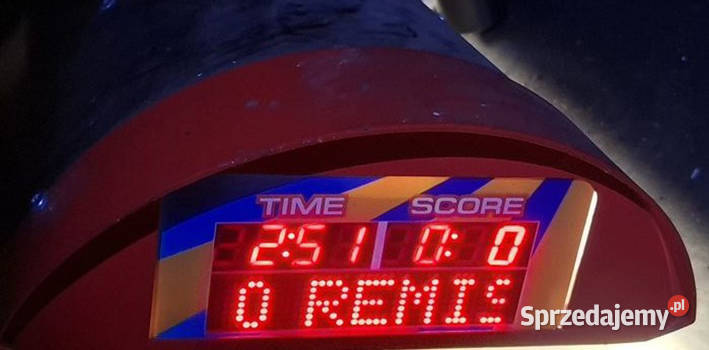 TIME SCORE
2:51 0: 0
0 REMIS
Sprzedajemy.pl